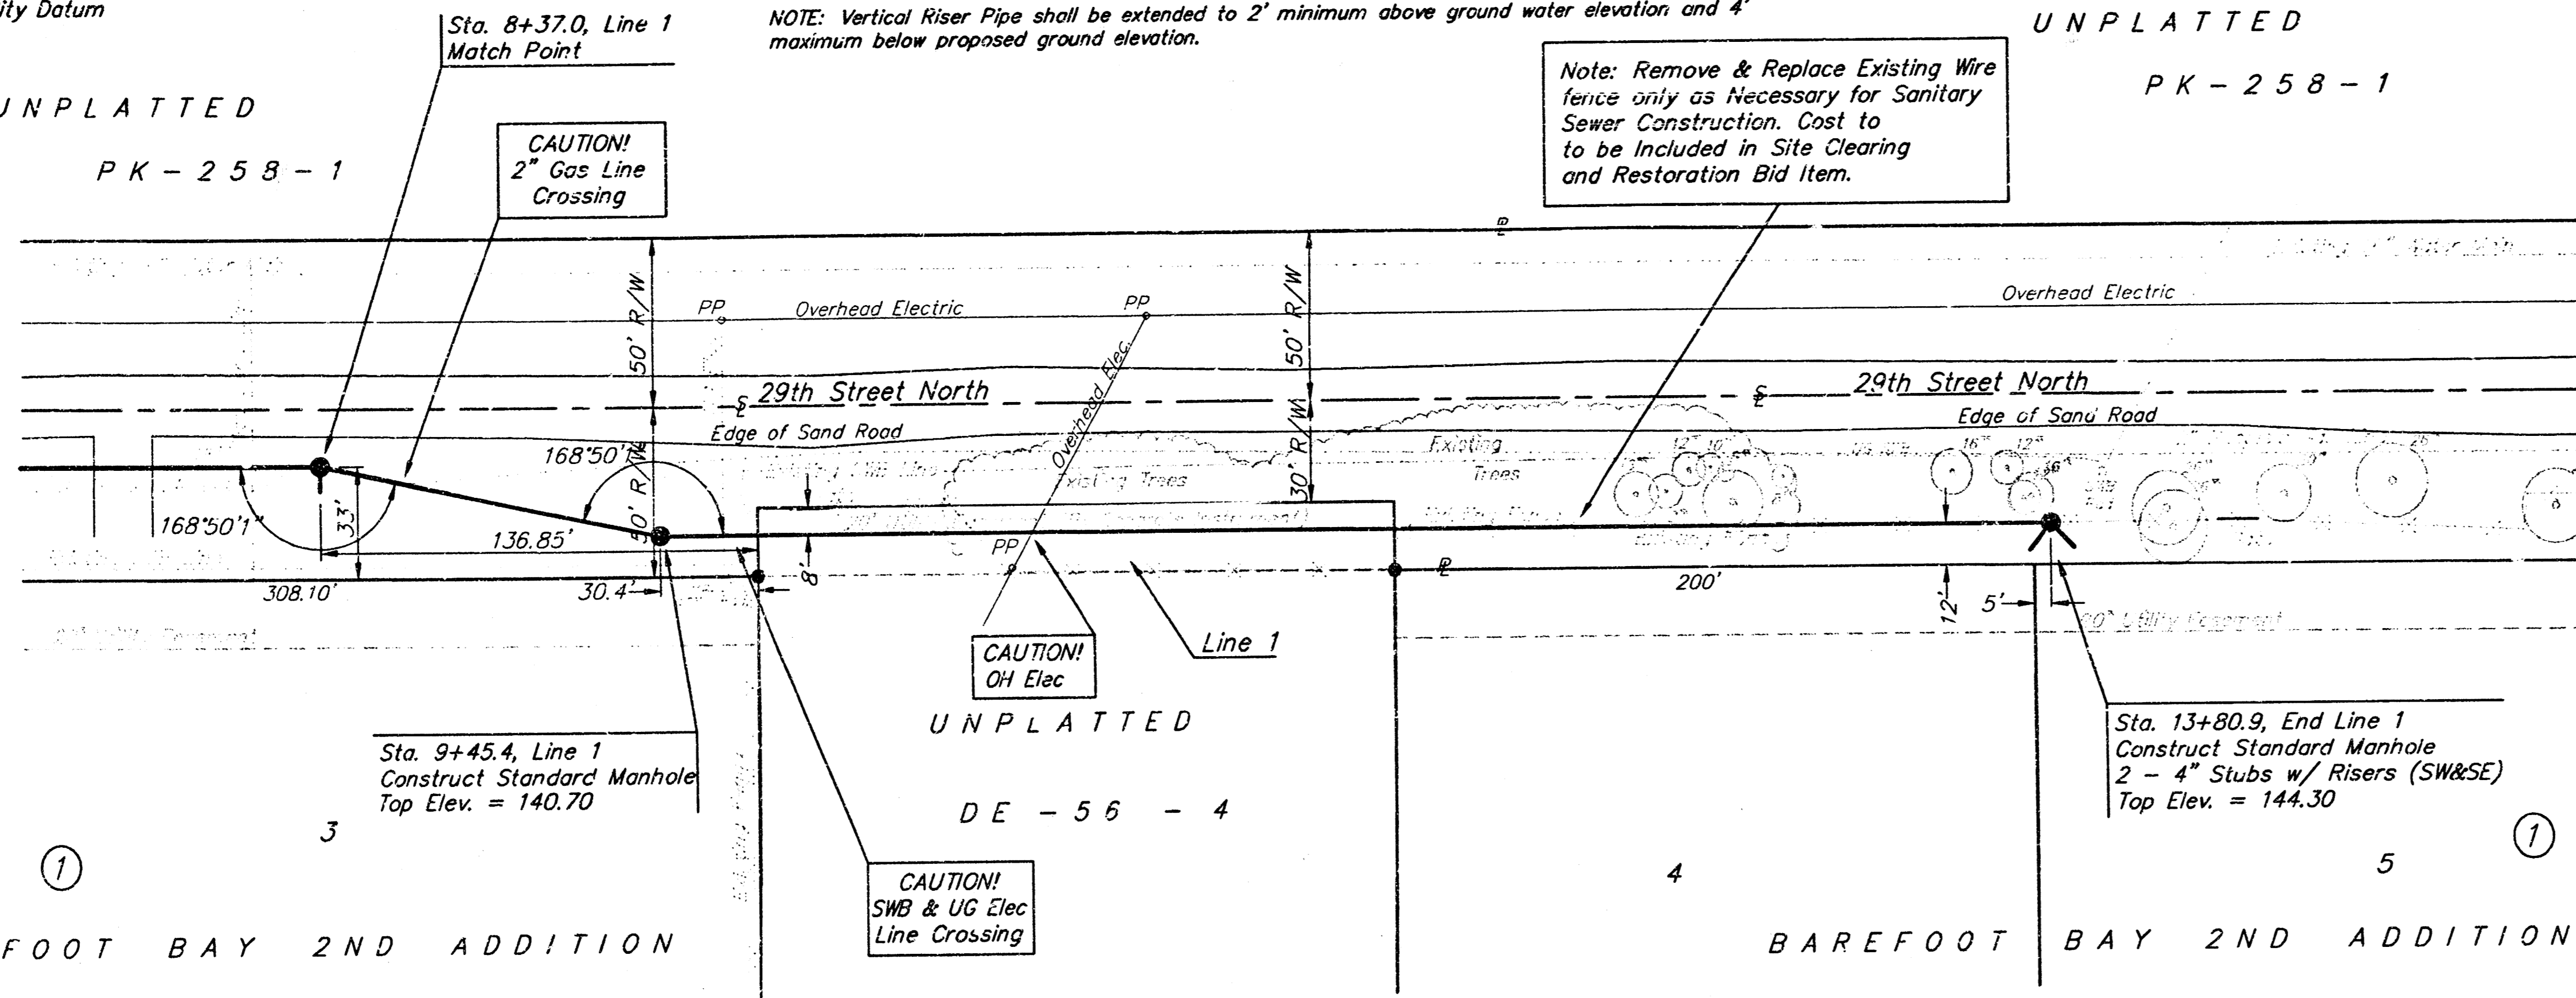 ity Datum
Sta. 8+37.0, Line 1
Match Point
NOTE: Vertical Riser Pipe shall be extended to 2' minimum above ground water elevation and 4'
maximum below proposed ground elevation.
UNPLATTED
PK-258-1
UNPLATTED
PK-258-1
CAUTION!
2" Gas Line
Crossing
Note: Remove & Replace Existing Wire
fence only as Necessary for Sanitary
Sewer Construction. Cost to
to be Included in Site Clearing
and Restoration Bid Item.
50' R/W
50' R/W
PP
Overhead Electric
PP
Overhead Electric
Overhead Elec.
29th Street North
29th Street North
Edge of Sand Road
Edge of Sand Road
168°50'1"
50' R/W
30' R/W
Existing
Trees
Existing Trees
16"
12"
168°50'1"
33'
136.85'
308.10'
30.4'
8'
PP
200'
12'
5'
20' Utility Easement
CAUTION!
OH Elec
Line 1
UNPLATTED
DE-56-4
Sta. 9+45.4, Line 1
Construct Standard Manhole
Top Elev. = 140.70
Sta. 13+80.9, End Line 1
Construct Standard Manhole
2 - 4" Stubs w/ Risers (SW&SE)
Top Elev. = 144.30
3
1
CAUTION!
SWB & UG Elec
Line Crossing
4
5
1
FOOT BAY 2ND ADDITION
BAREFOOT BAY 2ND ADDITION